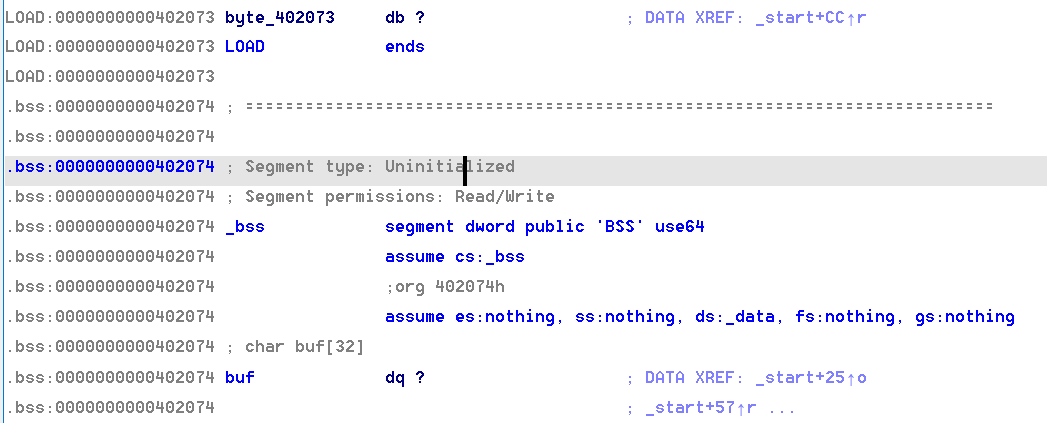 LOAD:0000000000402073 byte_402073 db ? ; DATA XREF: _start+CC↑r
LOAD:0000000000402073 LOAD ends
LOAD:0000000000402073
.bss:0000000000402074 ; ---------------------------------------------------------------------------
.bss:0000000000402074
.bss:0000000000402074 ; Segment type: Uninitialized
.bss:0000000000402074 ; Segment permissions: Read/Write
.bss:0000000000402074 _bss segment dword public 'BSS' use64
.bss:0000000000402074 assume cs:_bss
.bss:0000000000402074 ;org 402074h
.bss:0000000000402074 assume es:nothing, ss:nothing, ds:_data, fs:nothing, gs:nothing
.bss:0000000000402074 ; char buf[32]
.bss:0000000000402074 buf dq ? ; DATA XREF: _start+25↑o
.bss:0000000000402074 ; _start+57↑r ...